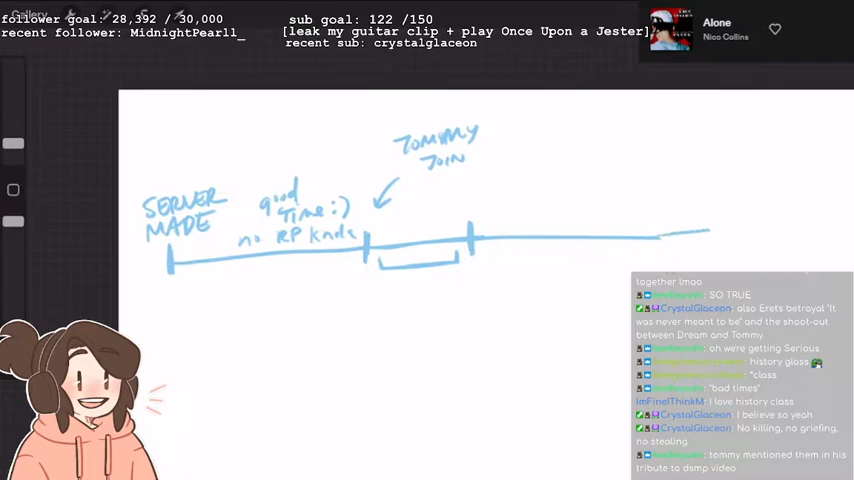 Gallery
follower goal: 28,392 / 30,000
recent follower: MidnightPearll_
sub goal: 122 /150
[leak my guitar clip + play Once Upon a Jester]
recent sub: crystalglaceon
Alone
Nico Collins
TOMMY
JOIN
SERVER
MADE
good
Time :)
no RP kinda
together lmao
: SO TRUE
CrystalGlaceon: also Eret's betrayal "It
was never meant to be" and the shoot-out
between Dream and Tommy
: oh we're getting Serious
: history glass
: *class
: "bad times"
ImFineIThinkM: I love history class
CrystalGlaceon: I believe so yeah
CrystalGlaceon: No killing, no griefing,
no stealing
: tommy mentioned them in his
tribute to dsmp video